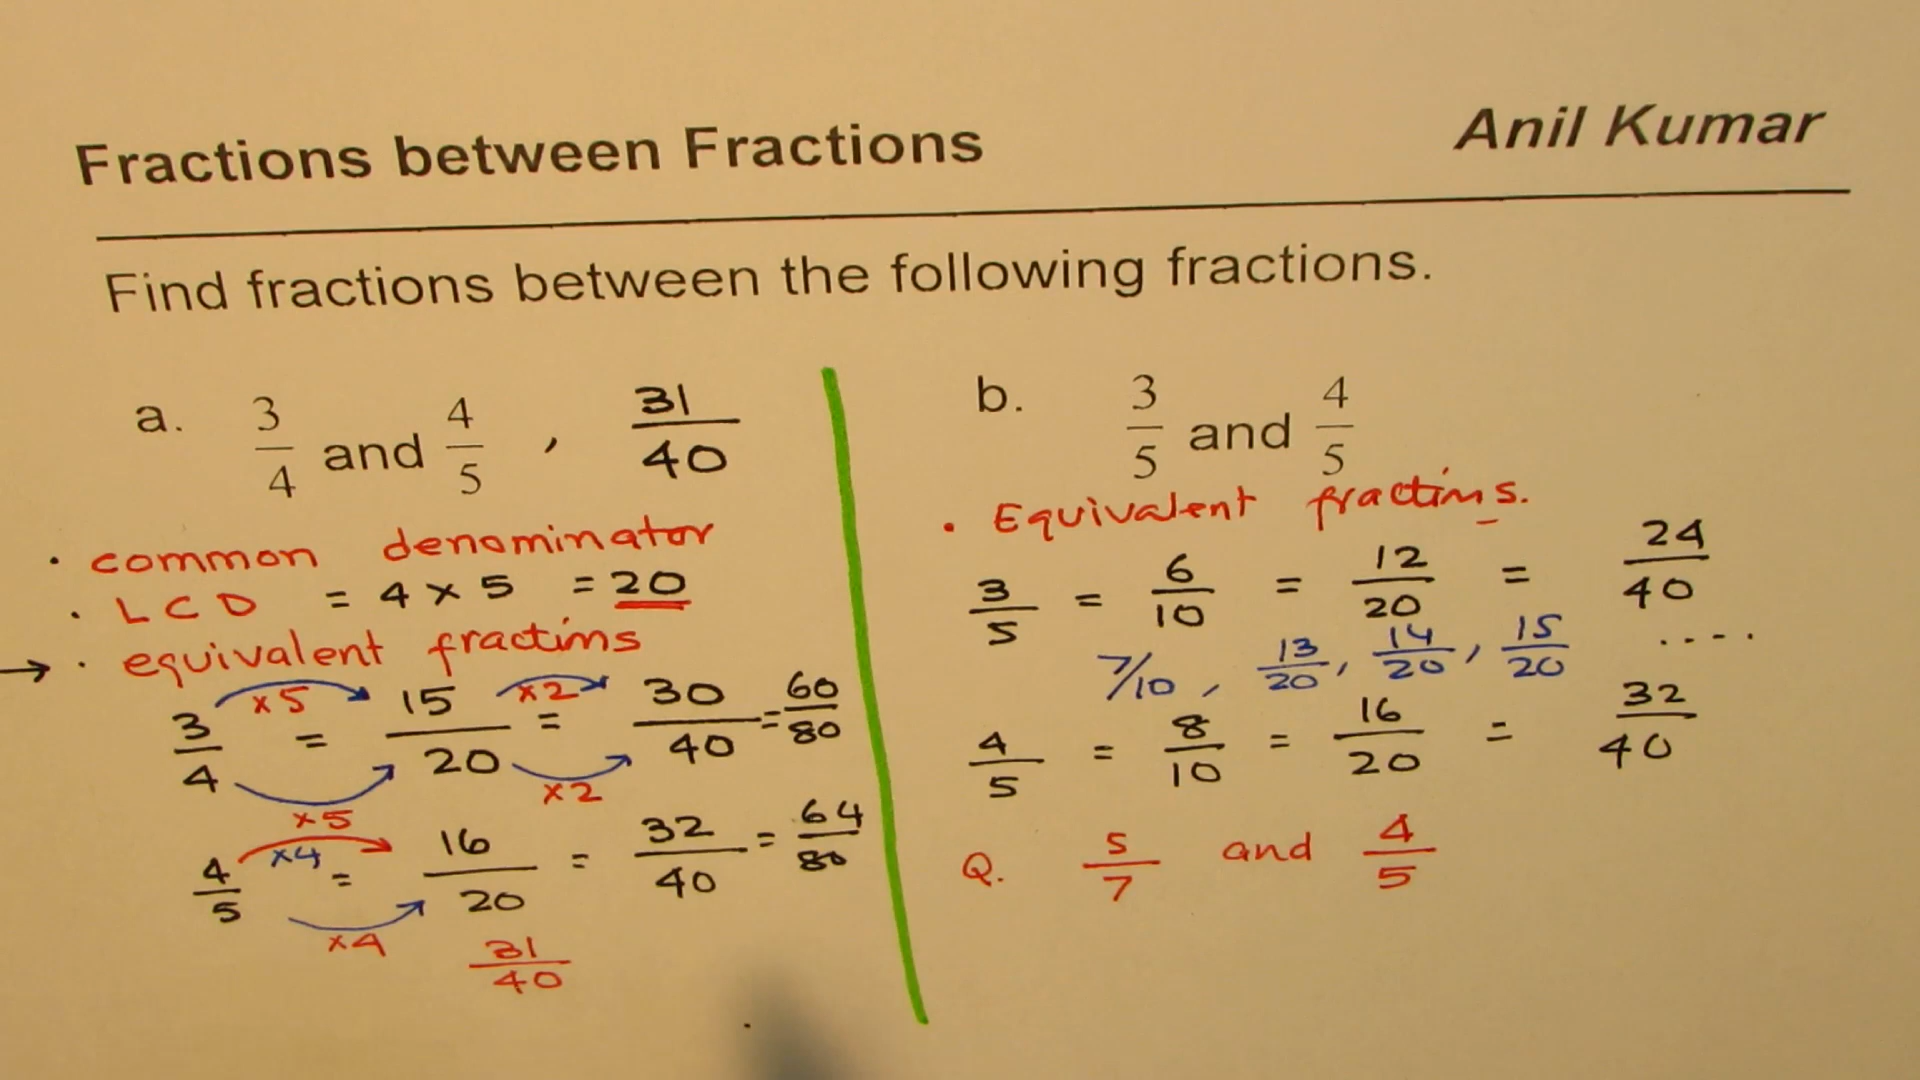 Fractions between Fractions
Anil Kumar
Find fractions between the following fractions.
a. 3/4 and 4/5 , 31/40
· common denominator
· LCD = 4 × 5 = 20
→ · equivalent fractions
3/4 = 15/20 = 30/40 = 60/80
×5 ×2
×5 ×2
4/5 = 16/20 = 32/40 = 64/80
×4
×4
31/40
b. 3/5 and 4/5
· Equivalent fractions.
3/5 = 6/10 = 12/20 = 24/40
7/10 , 13/20 , 14/20 , 15/20 ....
4/5 = 8/10 = 16/20 = 32/40
Q. 5/7 and 4/5